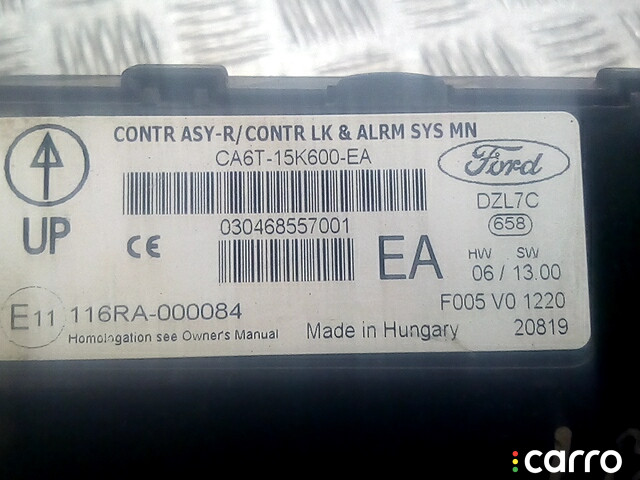 CONTR ASY-R/CONTR LK & ALRM SYS MN
CA6T-15K600-EA
Ford
DZL7C
658
UP
CE
030468557001
EA
HW SW
06 / 13.00
E11 116RA-000084
Homologation see Owner's Manual
Made in Hungary
F005 V0 1220
20819
carro